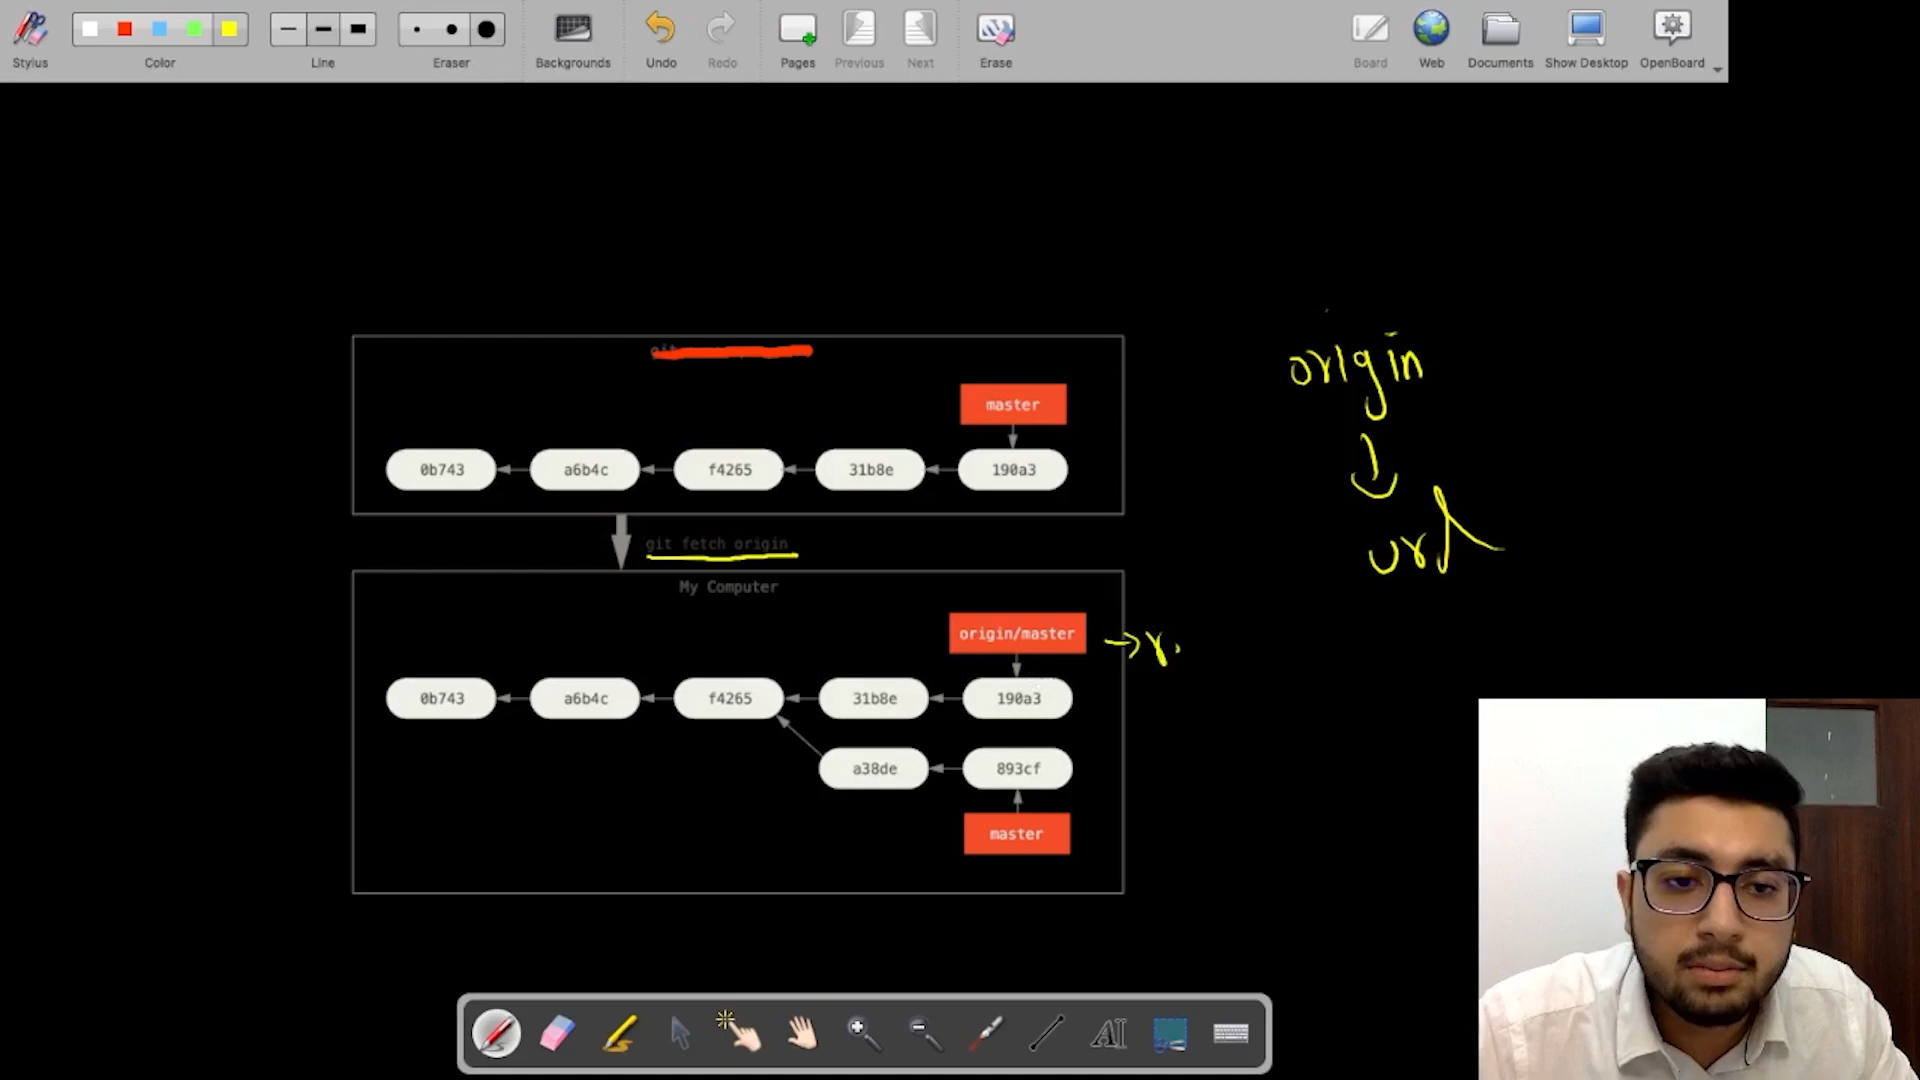 Stylus
Color
Line
Eraser
Backgrounds
Undo
Redo
Pages
Previous
Next
Erase
Board
Web
Documents
Show Desktop
OpenBoard
master
0b743
a6b4c
f4265
31b8e
190a3
git fetch origin
My Computer
origin/master
0b743
a6b4c
f4265
31b8e
190a3
a38de
893cf
master
origin
url